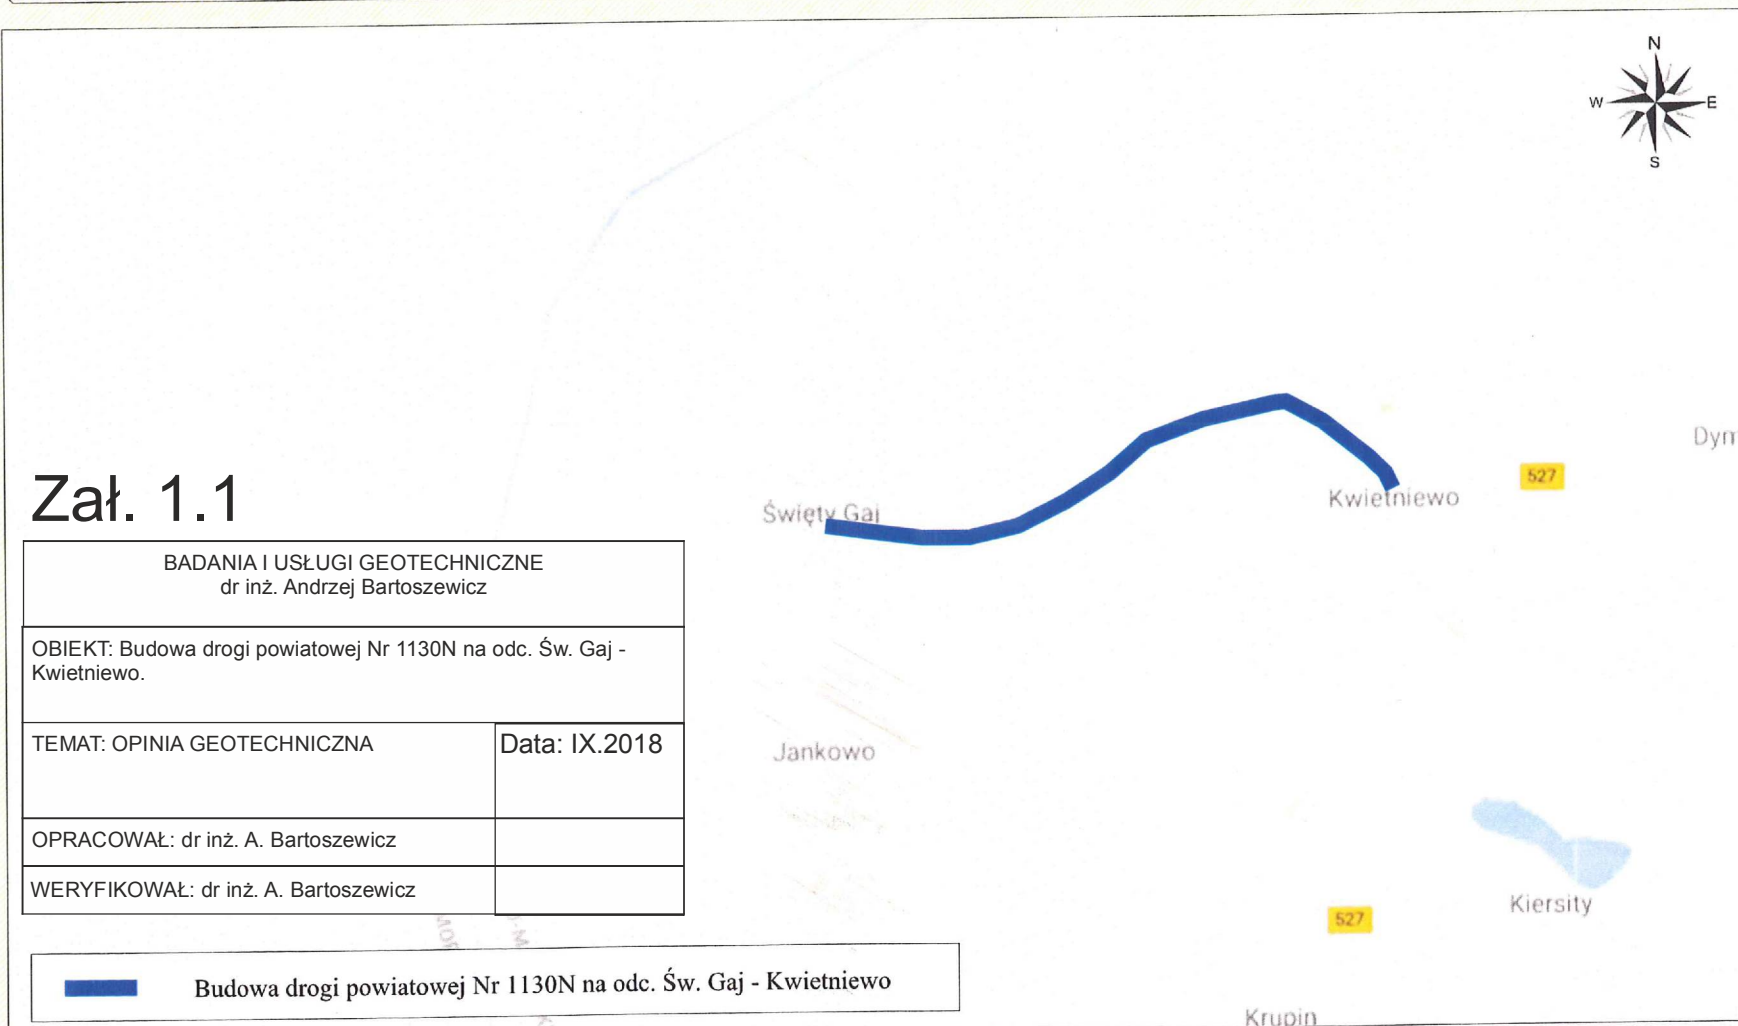 N
W E
S
Dym
527
Kwietniewo
Święty Gaj
Zał. 1.1
BADANIA I USŁUGI GEOTECHNICZNE
dr inż. Andrzej Bartoszewicz
OBIEKT: Budowa drogi powiatowej Nr 1130N na odc. Św. Gaj -
Kwietniewo.
TEMAT: OPINIA GEOTECHNICZNA
Data: IX.2018
OPRACOWAŁ: dr inż. A. Bartoszewicz
WERYFIKOWAŁ: dr inż. A. Bartoszewicz
Jankowo
Kiersity
527
Budowa drogi powiatowej Nr 1130N na odc. Św. Gaj - Kwietniewo
Krupin